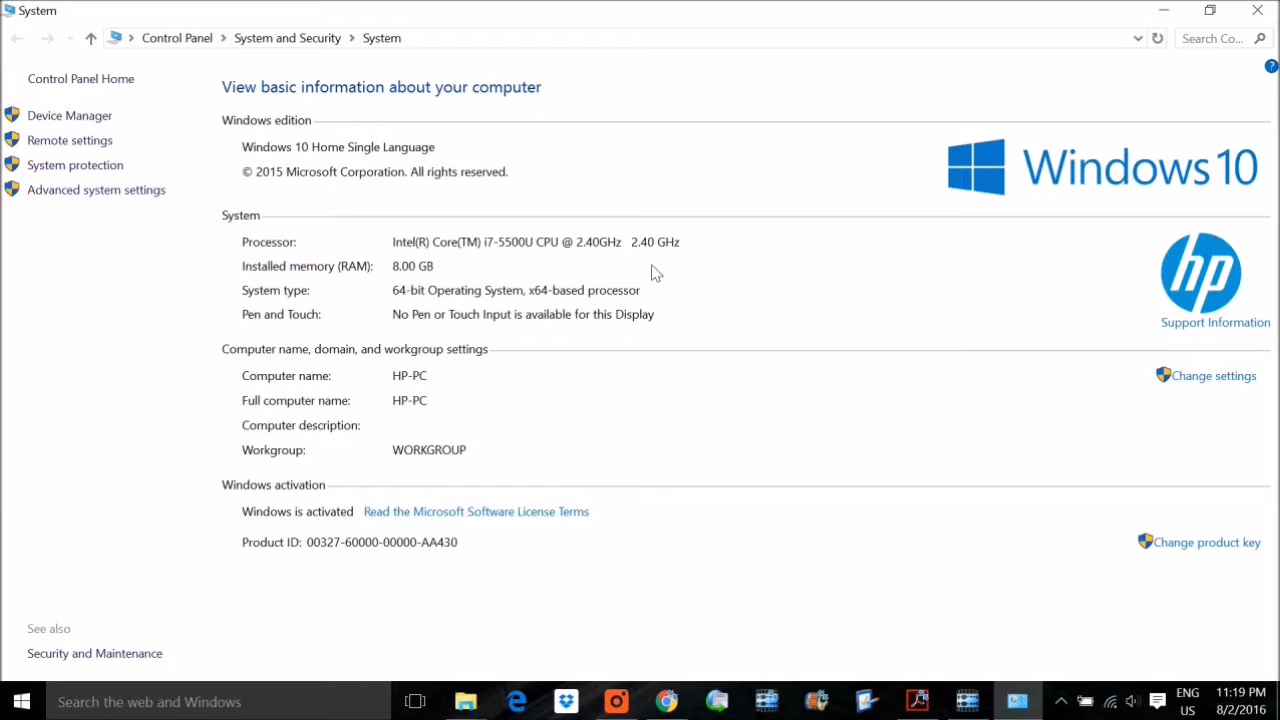 System
Control Panel > System and Security > System
Search Co...
Control Panel Home
Device Manager
Remote settings
System protection
Advanced system settings
View basic information about your computer
Windows edition
Windows 10 Home Single Language
© 2015 Microsoft Corporation. All rights reserved.
Windows 10
System
Processor: Intel(R) Core(TM) i7-5500U CPU @ 2.40GHz 2.40 GHz
Installed memory (RAM): 8.00 GB
System type: 64-bit Operating System, x64-based processor
Pen and Touch: No Pen or Touch Input is available for this Display
hp
Support Information
Computer name, domain, and workgroup settings
Computer name: HP-PC
Change settings
Full computer name: HP-PC
Computer description:
Workgroup: WORKGROUP
Windows activation
Windows is activated Read the Microsoft Software License Terms
Product ID: 00327-60000-00000-AA430
Change product key
See also
Security and Maintenance
Search the web and Windows
ENG
US
11:19 PM
8/2/2016